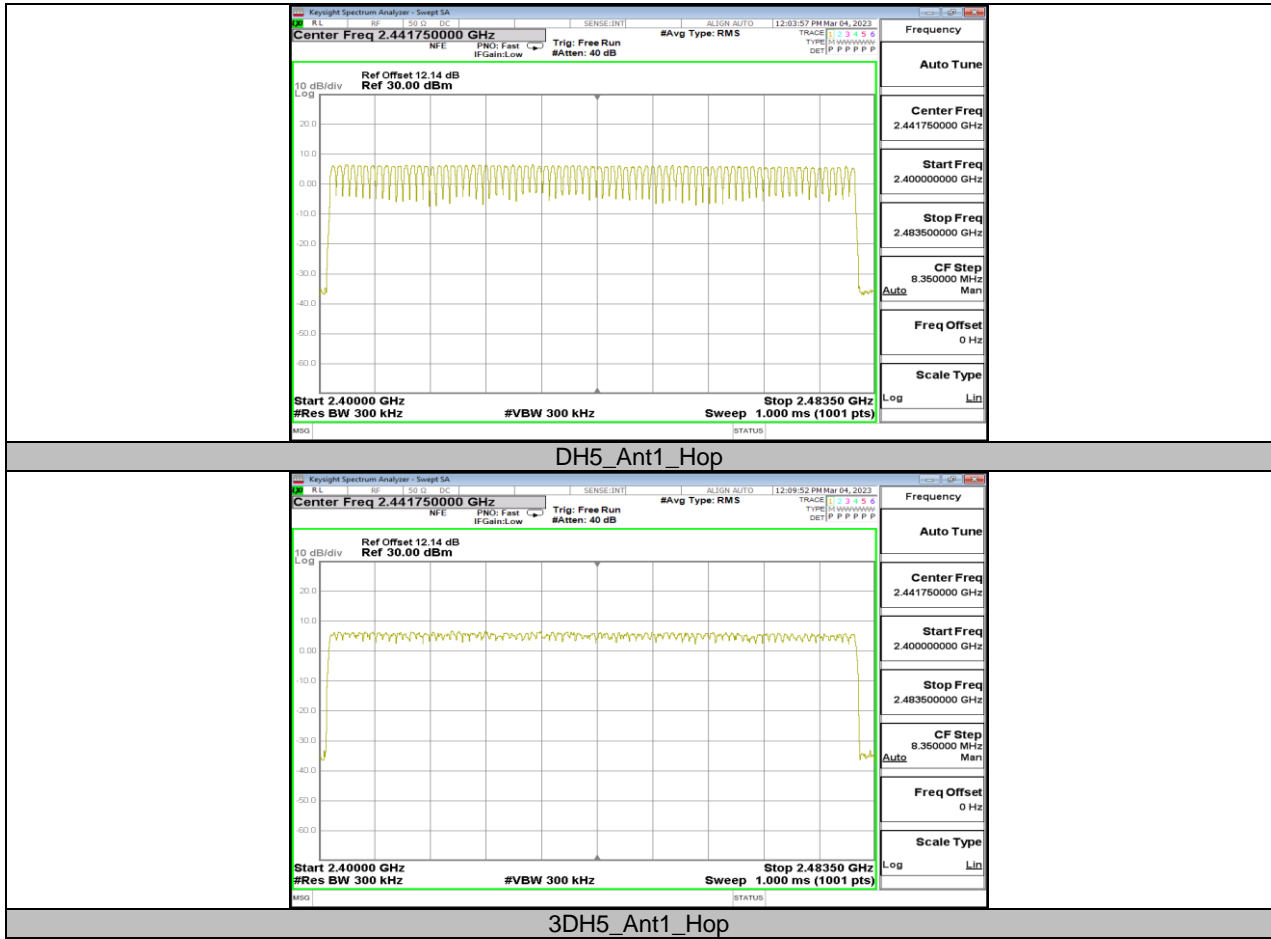 Keysight Spectrum Analyzer - Swept SA
RL RF 50 Ω DC SENSE:INT ALIGN AUTO 12:03:57 PM Mar 04, 2023
Center Freq 2.441750000 GHz #Avg Type: RMS TRACE 1 2 3 4 5 6
NFE PNO: Fast Trig: Free Run TYPE M W W W W W
IFGain:Low #Atten: 40 dB DET P P P P P P
Ref Offset 12.14 dB
10 dB/div Ref 30.00 dBm
Log
20.0
10.0
0.00
-10.0
-20.0
-30.0
-40.0
-50.0
-60.0
Start 2.40000 GHz Stop 2.48350 GHz
#Res BW 300 kHz #VBW 300 kHz Sweep 1.000 ms (1001 pts)
MSG STATUS
Frequency
Auto Tune
Center Freq
2.441750000 GHz
Start Freq
2.400000000 GHz
Stop Freq
2.483500000 GHz
CF Step
8.350000 MHz
Auto Man
Freq Offset
0 Hz
Scale Type
Log Lin
DH5_Ant1_Hop
Keysight Spectrum Analyzer - Swept SA
RL RF 50 Ω DC SENSE:INT ALIGN AUTO 12:09:52 PM Mar 04, 2023
Center Freq 2.441750000 GHz #Avg Type: RMS TRACE 1 2 3 4 5 6
NFE PNO: Fast Trig: Free Run TYPE M W W W W W
IFGain:Low #Atten: 40 dB DET P P P P P P
Ref Offset 12.14 dB
10 dB/div Ref 30.00 dBm
Log
20.0
10.0
0.00
-10.0
-20.0
-30.0
-40.0
-50.0
-60.0
Start 2.40000 GHz Stop 2.48350 GHz
#Res BW 300 kHz #VBW 300 kHz Sweep 1.000 ms (1001 pts)
MSG STATUS
Frequency
Auto Tune
Center Freq
2.441750000 GHz
Start Freq
2.400000000 GHz
Stop Freq
2.483500000 GHz
CF Step
8.350000 MHz
Auto Man
Freq Offset
0 Hz
Scale Type
Log Lin
3DH5_Ant1_Hop